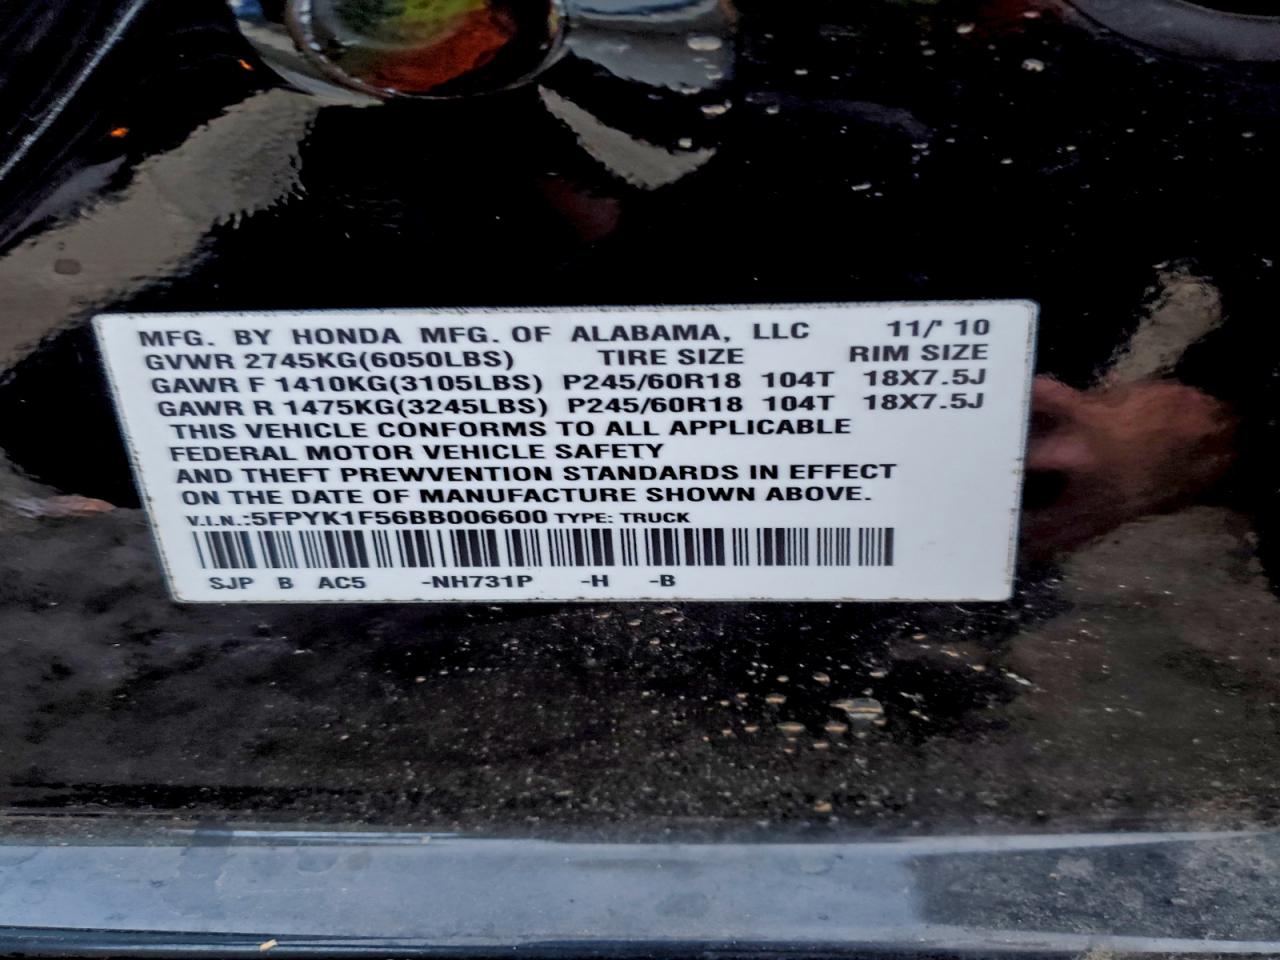 MFG. BY HONDA MFG. OF ALABAMA, LLC 11/' 10
GVWR 2745KG(6050LBS) TIRE SIZE RIM SIZE
GAWR F 1410KG(3105LBS) P245/60R18 104T 18X7.5J
GAWR R 1475KG(3245LBS) P245/60R18 104T 18X7.5J
THIS VEHICLE CONFORMS TO ALL APPLICABLE
FEDERAL MOTOR VEHICLE SAFETY
AND THEFT PREWVENTION STANDARDS IN EFFECT
ON THE DATE OF MANUFACTURE SHOWN ABOVE.
V.I.N.:5FPYK1F56BB006600 TYPE: TRUCK
SJP B AC5 -NH731P -H -B